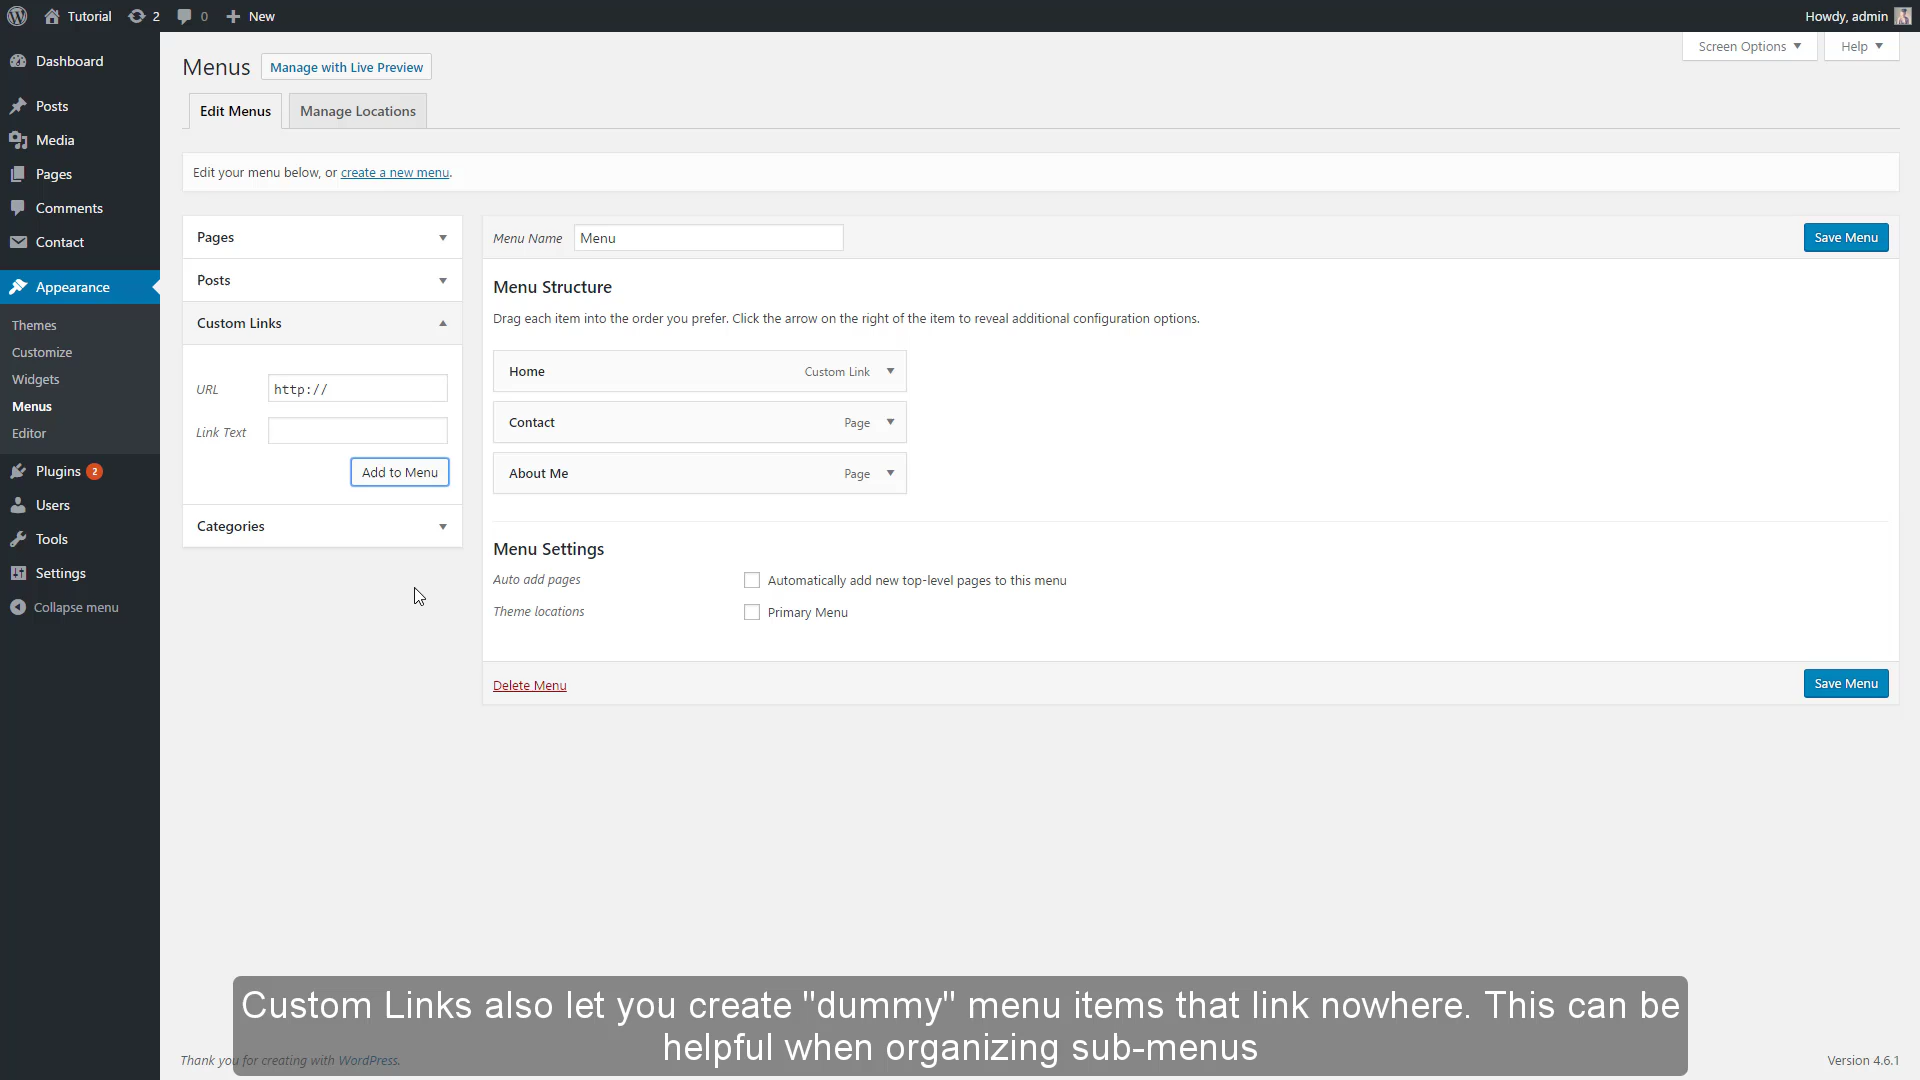 Tutorial 2 0 New Howdy, admin
Screen Options Help
Dashboard
Posts
Media
Pages
Comments
Contact
Appearance
Themes
Customize
Widgets
Menus
Editor
Plugins 2
Users
Tools
Settings
Collapse menu
Menus Manage with Live Preview
Edit Menus Manage Locations
Edit your menu below, or create a new menu.
Pages
Posts
Custom Links
URL http://
Link Text
Add to Menu
Categories
Menu Name Menu Save Menu
Menu Structure
Drag each item into the order you prefer. Click the arrow on the right of the item to reveal additional configuration options.
Home Custom Link
Contact Page
About Me Page
Menu Settings
Auto add pages Automatically add new top-level pages to this menu
Theme locations Primary Menu
Delete Menu Save Menu
Custom Links also let you create "dummy" menu items that link nowhere. This can be
helpful when organizing sub-menus
Thank you for creating with WordPress. Version 4.6.1